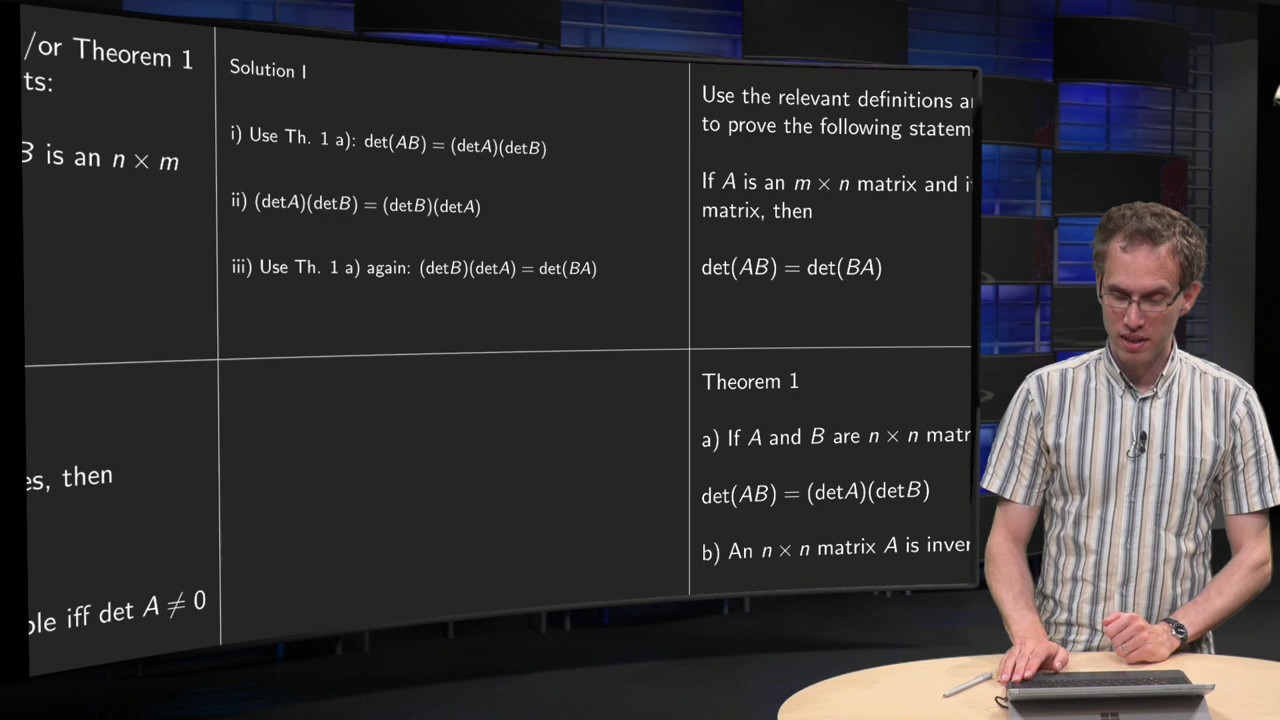 /or Theorem 1
ts:
B is an n × m
es, then
ble iff det A ≠ 0
Solution I
i) Use Th. 1 a): det(AB) = (detA)(detB)
ii) (detA)(detB) = (detB)(detA)
iii) Use Th. 1 a) again: (detB)(detA) = det(BA)
Use the relevant definitions a
to prove the following statem
If A is an m × n matrix and i
matrix, then
det(AB) = det(BA)
Theorem 1
a) If A and B are n × n matr
det(AB) = (detA)(detB)
b) An n × n matrix A is inver